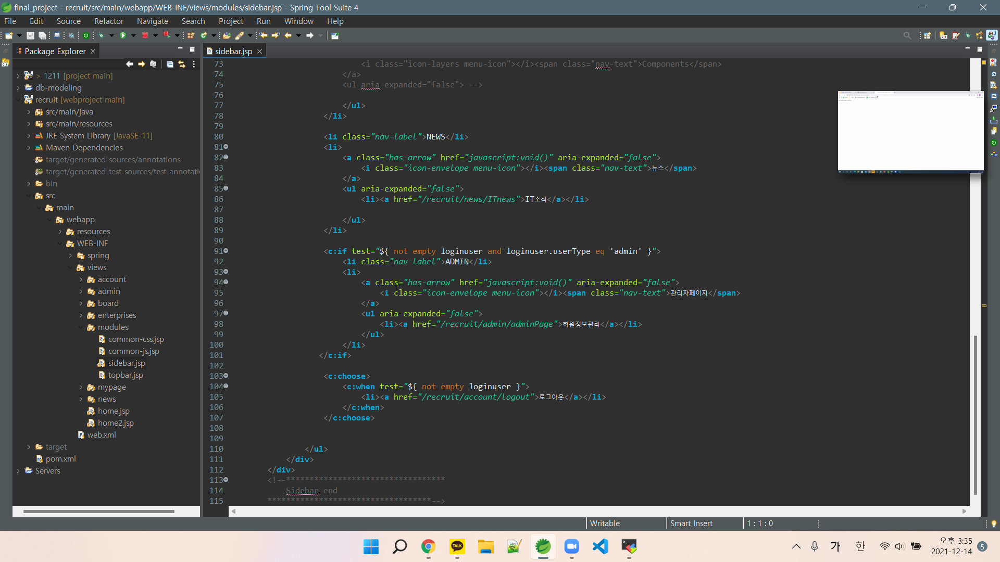 final_project - recruit/src/main/webapp/WEB-INF/views/modules/sidebar.jsp - Spring Tool Suite 4
File Edit Source Refactor Navigate Search Project Run Window Help
Package Explorer
> 1211 [project main]
db-modeling
recruit [webproject main]
src/main/java
src/main/resources
JRE System Library [JavaSE-11]
Maven Dependencies
target/generated-sources/annotations
target/generated-test-sources/test-annotati
bin
src
main
webapp
resources
WEB-INF
spring
views
account
admin
board
enterprises
modules
common-css.jsp
common-js.jsp
sidebar.jsp
topbar.jsp
mypage
news
home.jsp
home2.jsp
web.xml
target
pom.xml
Servers
sidebar.jsp
73 <i class="icon-layers menu-icon"></i><span class="nav-text">Components</span>
74 </a>
75 <ul aria-expanded="false"> -->
76
77 </ul>
78 </li>
79
80 <li class="nav-label">NEWS</li>
81 <li>
82 <a class="has-arrow" href="javascript:void()" aria-expanded="false">
83 <i class="icon-envelope menu-icon"></i><span class="nav-text">뉴스</span>
84 </a>
85 <ul aria-expanded="false">
86 <li><a href="/recruit/news/ITnews">IT소식</a></li>
87
88 </ul>
89 </li>
90
91 <c:if test="${ not empty loginuser and loginuser.userType eq 'admin' }">
92 <li class="nav-label">ADMIN</li>
93 <li>
94 <a class="has-arrow" href="javascript:void()" aria-expanded="false">
95 <i class="icon-envelope menu-icon"></i><span class="nav-text">관리자페이지</span>
96 </a>
97 <ul aria-expanded="false">
98 <li><a href="/recruit/admin/adminPage">회원정보관리</a></li>
99 </ul>
100 </li>
101 </c:if>
102
103 <c:choose>
104 <c:when test="${ not empty loginuser }">
105 <li><a href="/recruit/account/logout">로그아웃</a></li>
106 </c:when>
107 </c:choose>
108
109
110 </ul>
111 </div>
112 </div>
113 <!--**********************************
114 Sidebar end
115 ***********************************-->
Writable Smart Insert 1 : 1 : 0
TALK
가 한
오후 3:35
2021-12-14
5